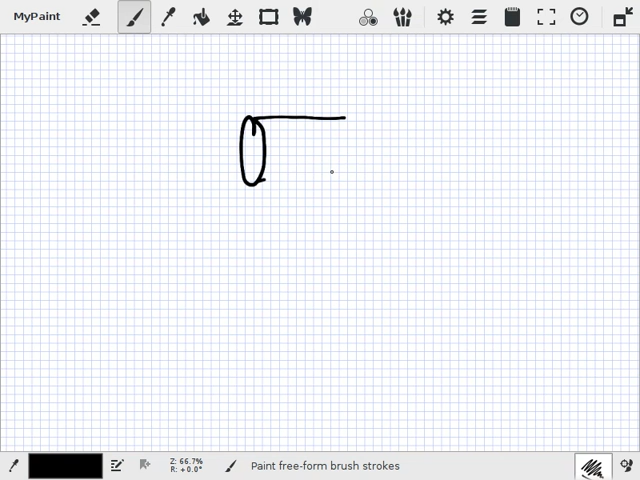 MyPaint
Z: 66.7%
R: +0.0°
Paint free-form brush strokes